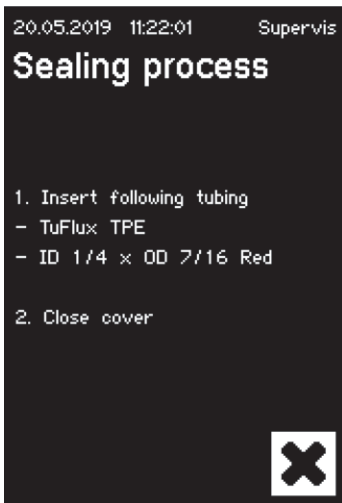 20.05.2019 11:22:01 Supervis
Sealing process
1. Insert following tubing
- TuFlux TPE
- ID 1/4 x OD 7/16 Red
2. Close cover